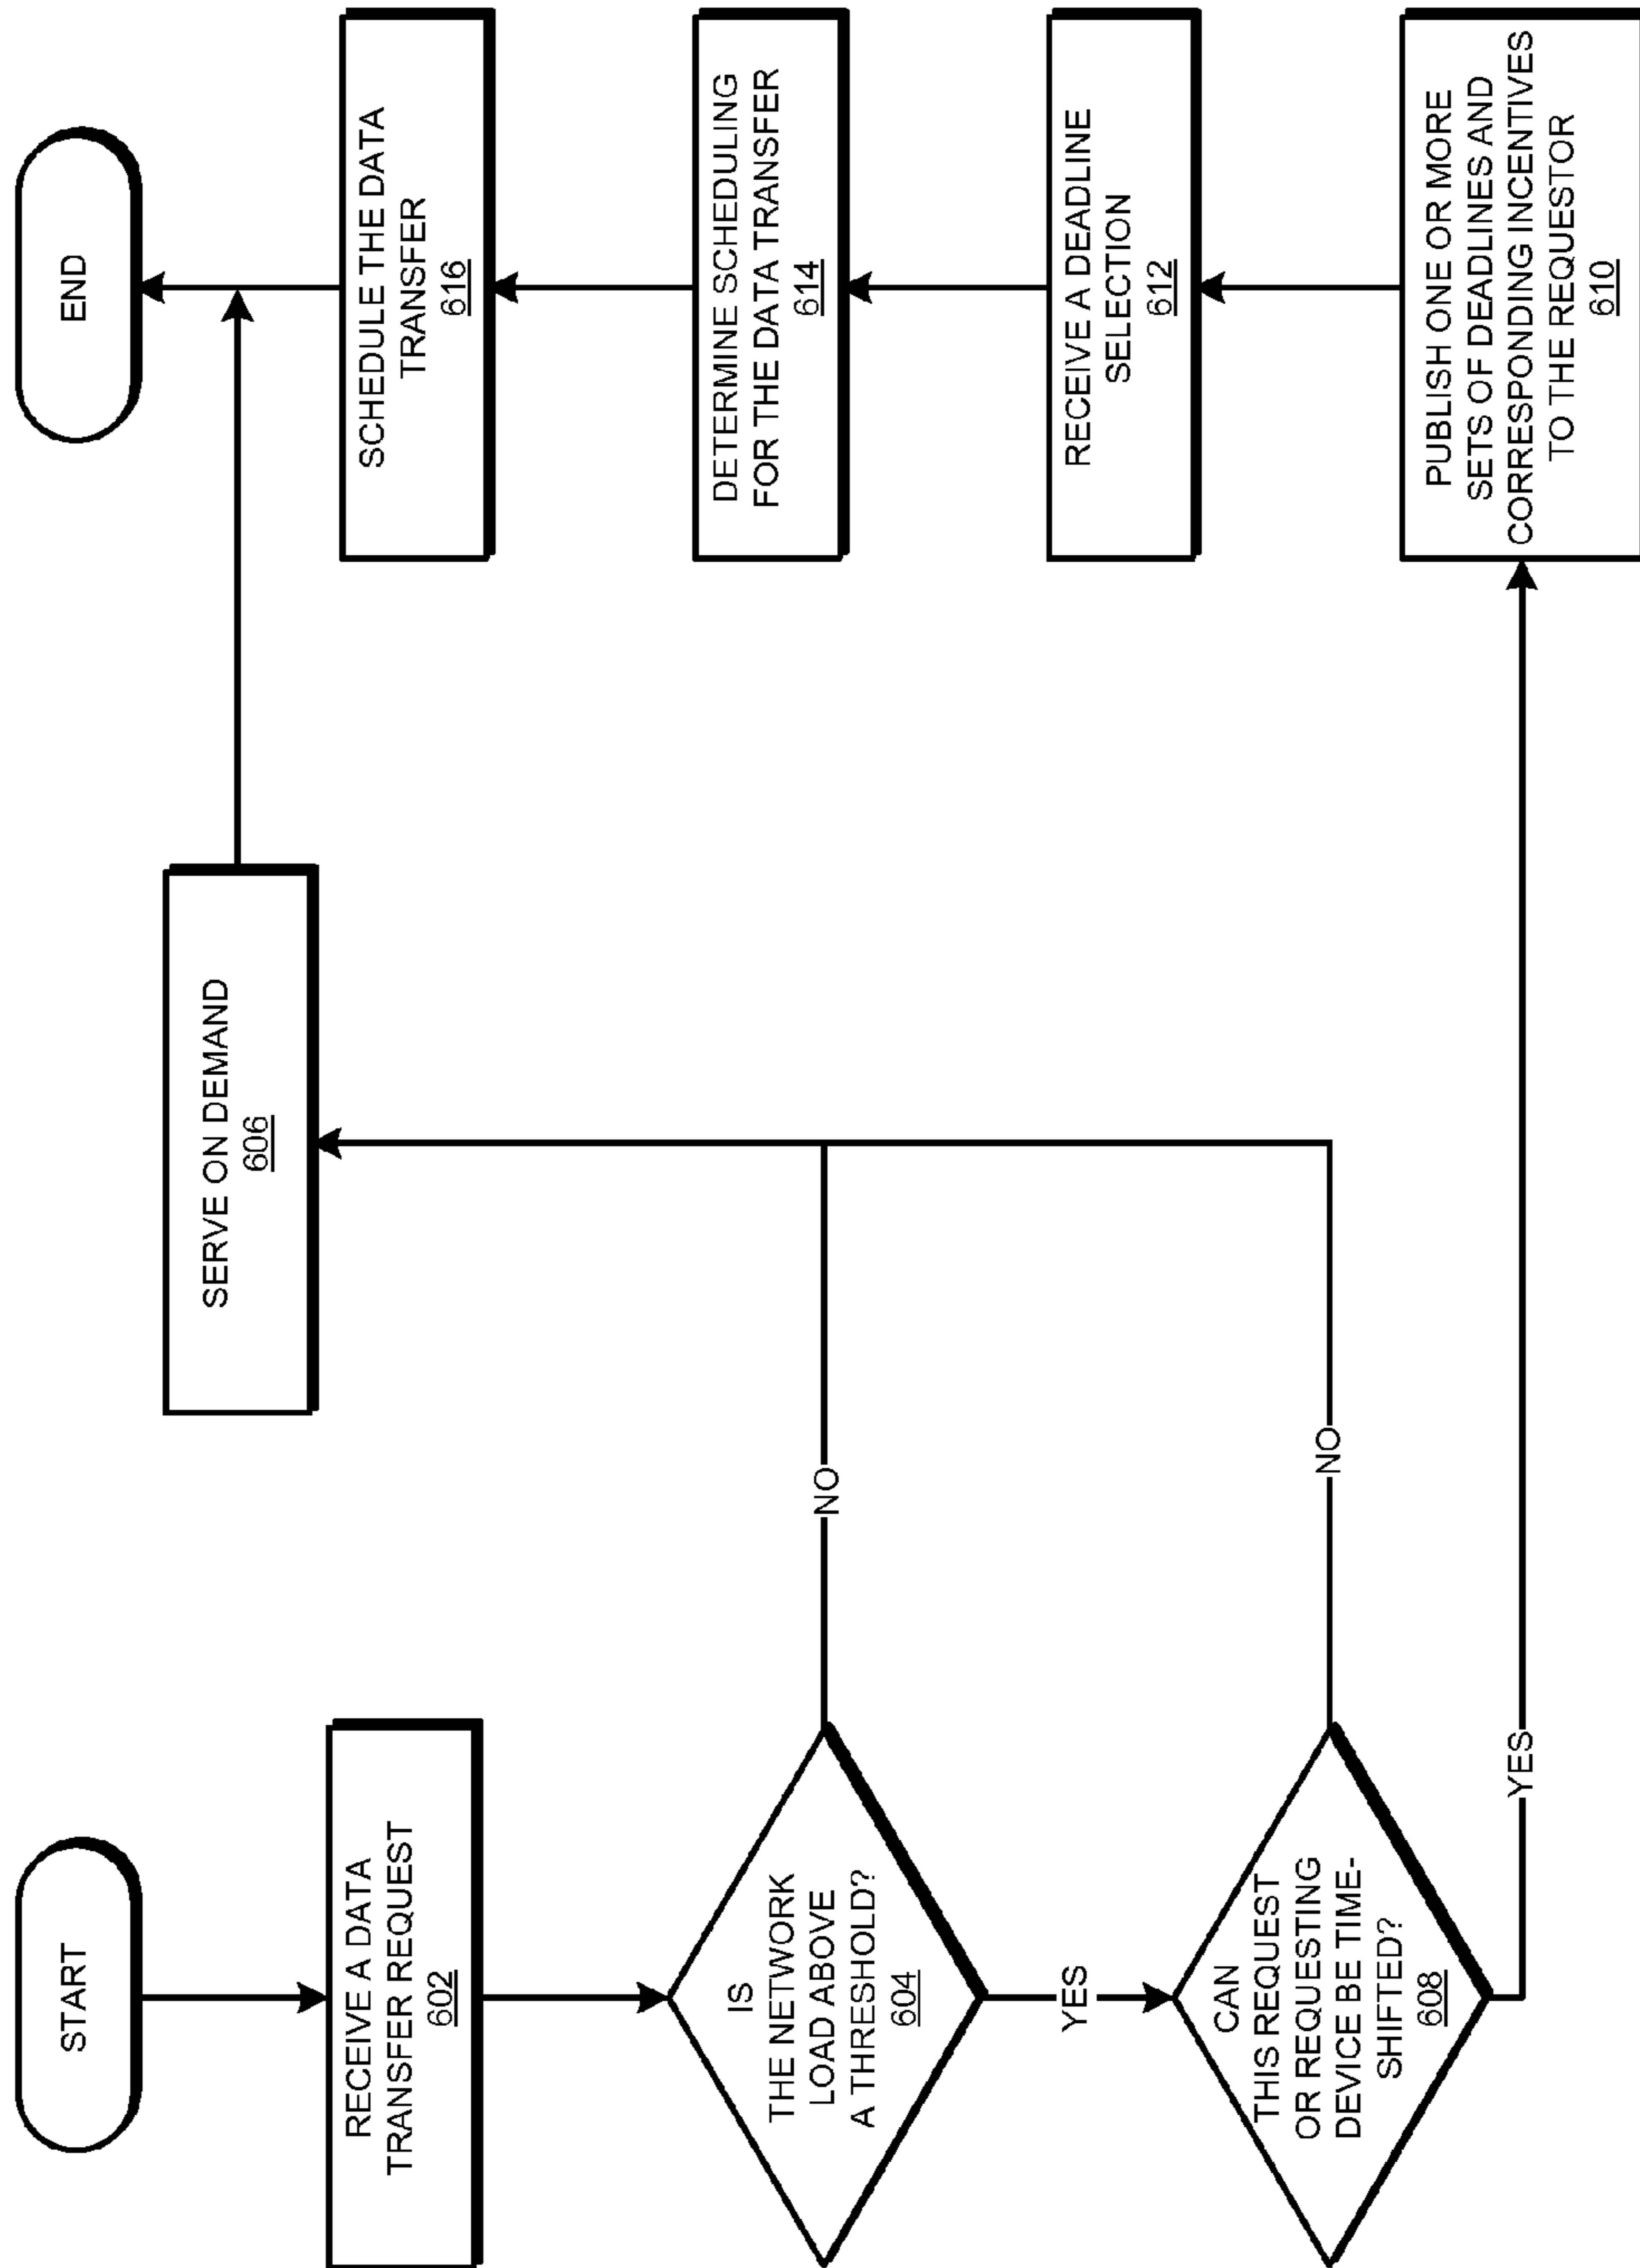 START
RECEIVE A DATA
TRANSFER REQUEST
602
IS
THE NETWORK
LOAD ABOVE
A THRESHOLD?
604
NO
YES
CAN
THIS REQUEST
OR REQUESTING
DEVICE BE TIME-
SHIFTED?
608
NO
YES
SERVE ON DEMAND
606
PUBLISH ONE OR MORE
SETS OF DEADLINES AND
CORRESPONDING INCENTIVES
TO THE REQUESTOR
610
RECEIVE A DEADLINE
SELECTION
612
DETERMINE SCHEDULING
FOR THE DATA TRANSFER
614
SCHEDULE THE DATA
TRANSFER
616
END